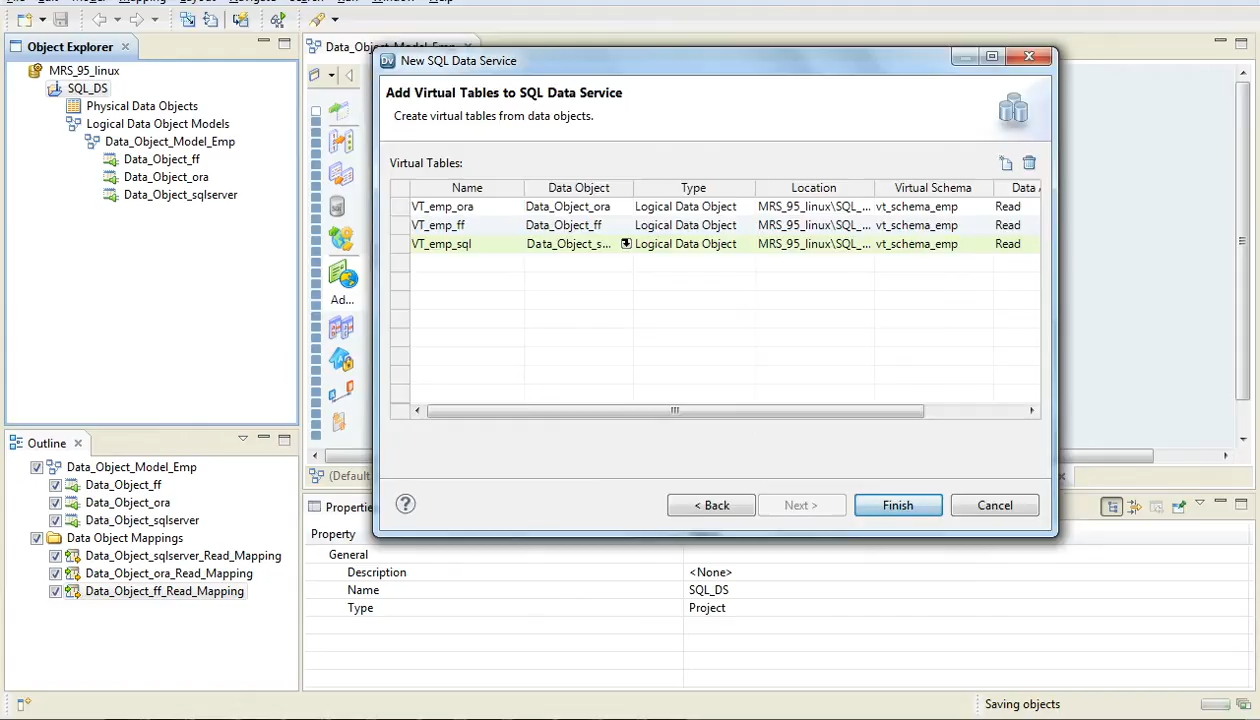 Object Explorer
MRS_95_linux
SQL_DS
Physical Data Objects
Logical Data Object Models
Data_Object_Model_Emp
Data_Object_ff
Data_Object_ora
Data_Object_sqlserver
Data_Object_Model_Emp
Ad...
(Default
New SQL Data Service
Add Virtual Tables to SQL Data Service
Create virtual tables from data objects.
Virtual Tables:
Name Data Object Type Location Virtual Schema Data
VT_emp_ora Data_Object_ora Logical Data Object MRS_95_linux\SQL_... vt_schema_emp Read
VT_emp_ff Data_Object_ff Logical Data Object MRS_95_linux\SQL_... vt_schema_emp Read
VT_emp_sql Data_Object_s... Logical Data Object MRS_95_linux\SQL_... vt_schema_emp Read
< Back Next > Finish Cancel
Outline
Data_Object_Model_Emp
Data_Object_ff
Data_Object_ora
Data_Object_sqlserver
Data Object Mappings
Data_Object_sqlserver_Read_Mapping
Data_Object_ora_Read_Mapping
Data_Object_ff_Read_Mapping
Propertie
Property
General
Description <None>
Name SQL_DS
Type Project
Saving objects